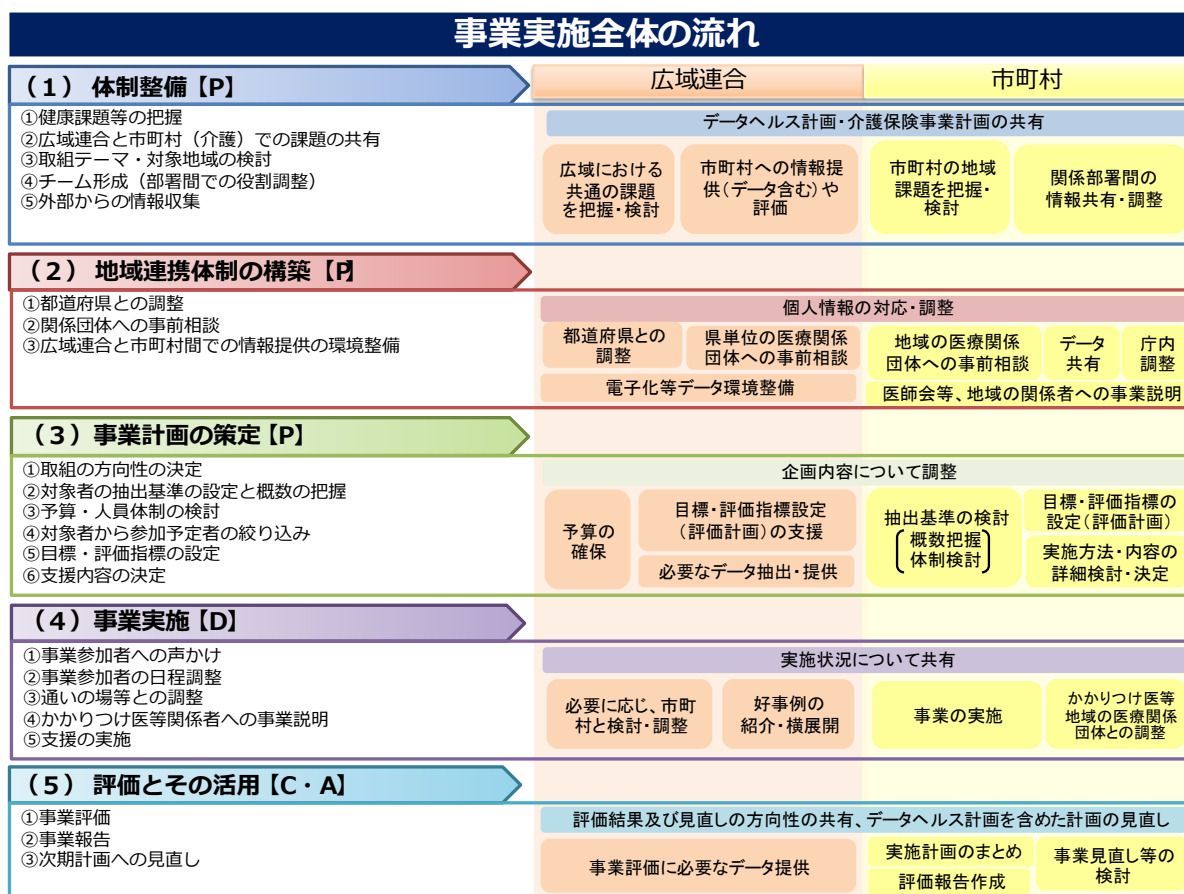 事業実施全体の流れ
(1) 体制整備【P】
広域連合
市町村
①健康課題等の把握
②広域連合と市町村（介護）での課題の共有
③取組テーマ・対象地域の検討
④チーム形成（部署間での役割調整）
⑤外部からの情報収集
データヘルス計画・介護保険事業計画の共有
広域における
共通の課題
を把握・検討
市町村への情報提
供（データ含む）や
評価
市町村の地域
課題を把握・
検討
関係部署間の
情報共有・調整
（２） 地域連携体制の構築【P】
①都道府県との調整
②関係団体への事前相談
③広域連合と市町村間での情報提供の環境整備
個人情報の対応・調整
都道府県との
調整
県単位の医療関係
団体への事前相談
地域の医療関係
団体への事前相談
データ
共有
庁内
調整
電子化等データ環境整備
医師会等、地域の関係者への事業説明
（３）事業計画の策定【P】
①取組の方向性の決定
②対象者の抽出基準の設定と概数の把握
③予算・人員体制の検討
④対象者から参加予定者の絞り込み
⑤目標・評価指標の設定
⑥支援内容の決定
企画内容について調整
予算の
確保
目標・評価指標設定
（評価計画）の支援
必要なデータ抽出・提供
抽出基準の検討
概数把握
体制検討
目標・評価指標の
設定（評価計画）
実施方法・内容の
詳細検討・決定
（４）事業実施【D】
①事業参加者への声かけ
②事業参加者の日程調整
③通いの場等との調整
④かかりつけ医等関係者への事業説明
⑤支援の実施
実施状況について共有
必要に応じ、市町
村と検討・調整
好事例の
紹介・横展開
事業の実施
かかりつけ医等
地域の医療関係
団体との調整
（５） 評価とその活用【C・A】
①事業評価
②事業報告
③次期計画への見直し
評価結果及び見直しの方向性の共有、データヘルス計画を含めた計画の見直し
事業評価に必要なデータ提供
実施計画のまとめ
評価報告作成
事業見直し等の
検討